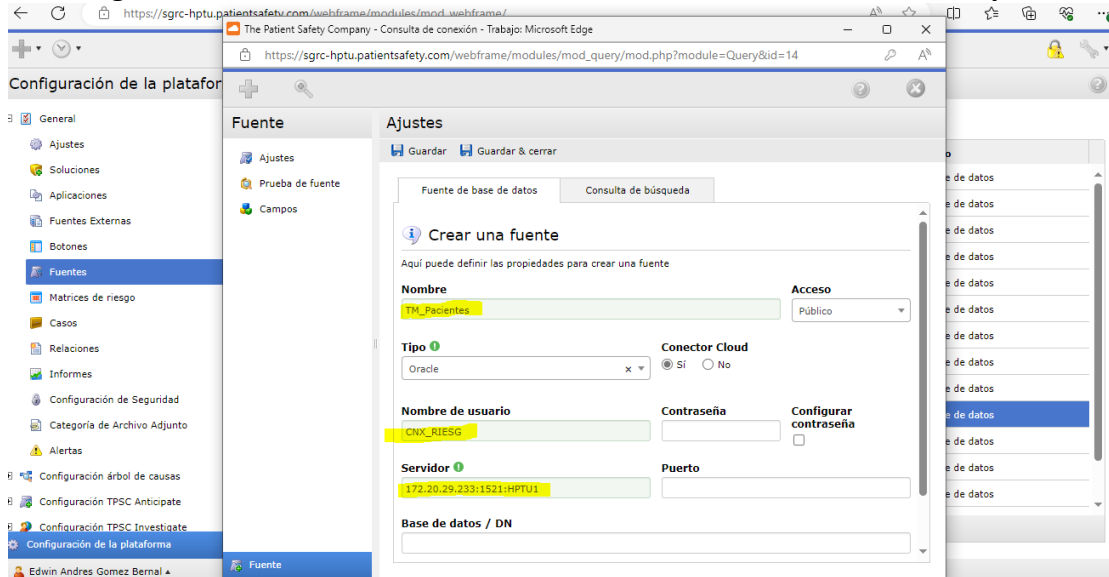 https://sgrc-hptu.patientsafety.com/webframe/modules/mod_webframe/
The Patient Safety Company - Consulta de conexión - Trabajo: Microsoft Edge
https://sgrc-hptu.patientsafety.com/webframe/modules/mod_query/mod.php?module=Query&id=14
Configuración de la platafor
General
Ajustes
Soluciones
Aplicaciones
Fuentes Externas
Botones
Fuentes
Matrices de riesgo
Casos
Relaciones
Informes
Configuración de Seguridad
Categoría de Archivo Adjunto
Alertas
Configuración árbol de causas
Configuración TPSC Anticipate
Configuración TPSC Investigate
Configuración de la plataforma
Edwin Andres Gomez Bernal
Fuente
Ajustes
Prueba de fuente
Campos
Fuente
Ajustes
Guardar Guardar & cerrar
Fuente de base de datos Consulta de búsqueda
Crear una fuente
Aquí puede definir las propiedades para crear una fuente
Nombre Acceso
TM_Pacientes Público
Tipo Conector Cloud
Oracle Sí No
Nombre de usuario Contraseña Configurar
contraseña
CNX_RIESG
Servidor Puerto
172.20.29.233:1521:HPTU1
Base de datos / DN
o
e de datos
e de datos
e de datos
e de datos
e de datos
e de datos
e de datos
e de datos
e de datos
e de datos
e de datos
e de datos
e de datos